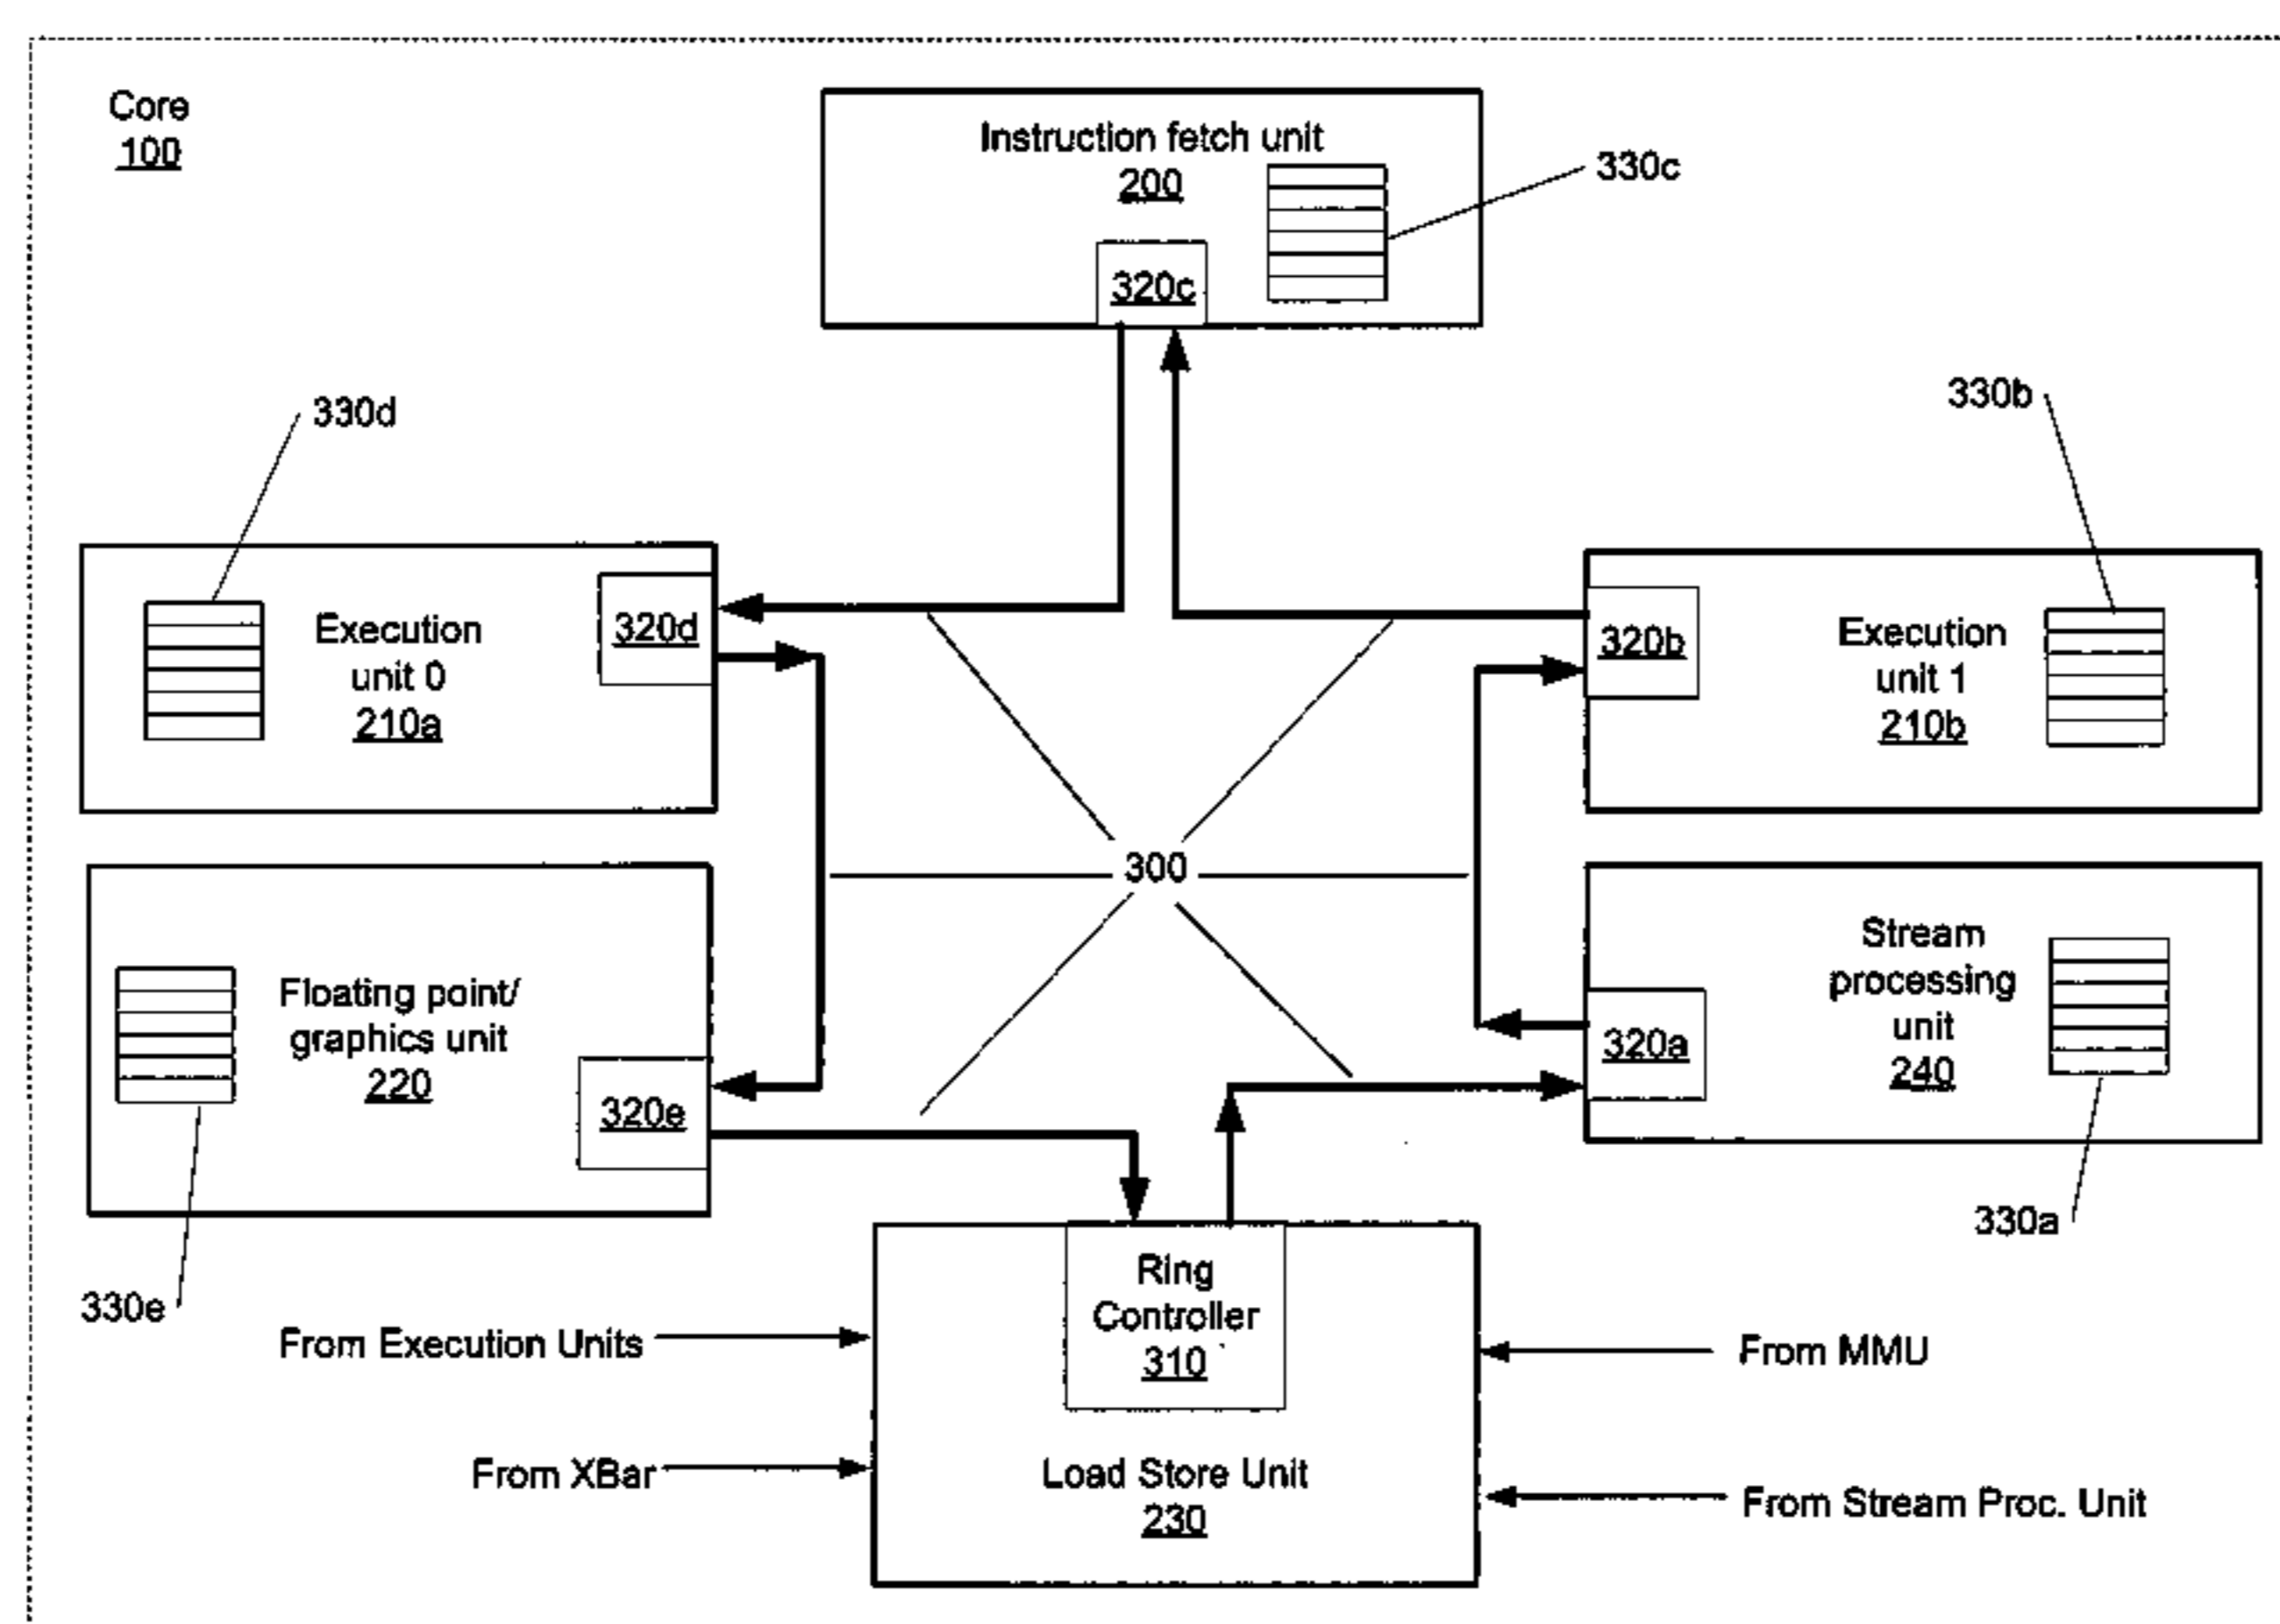 Core
100
Instruction fetch unit
200
330c
320c
330d
330b
Execution
unit 0
210a
320d
320b
Execution
unit 1
210b
300
Floating point/
graphics unit
220
320e
320a
Stream
processing
unit
240
330e
330a
Ring
Controller
310
From Execution Units
From MMU
From XBar
Load Store Unit
230
From Stream Proc. Unit